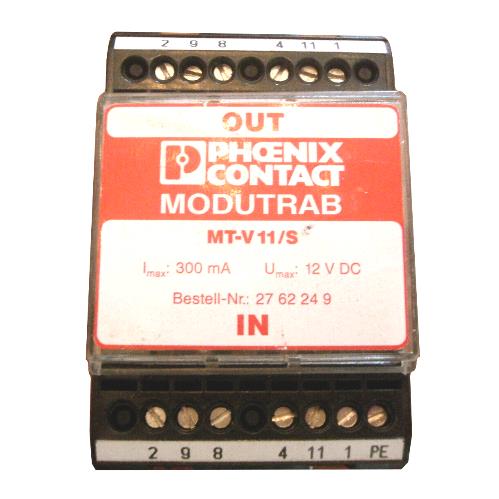 2 9 8 4 11 1
OUT
PHŒNIX
CONTACT
MODUTRAB
MT-V 11/S
Imax: 300 mA Umax: 12 V DC
Bestell-Nr.: 27 62 24 9
IN
2 9 8 4 11 1 PE